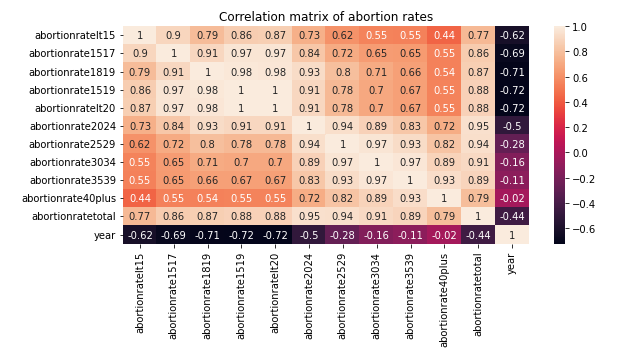 Correlation matrix of abortion rates
abortionratelt15 1 0.9 0.79 0.86 0.87 0.73 0.62 0.55 0.55 0.44 0.77 -0.62
abortionrate1517 0.9 1 0.91 0.97 0.97 0.84 0.72 0.65 0.65 0.55 0.86 -0.69
abortionrate1819 0.79 0.91 1 0.98 0.98 0.93 0.8 0.71 0.66 0.54 0.87 -0.71
abortionrate1519 0.86 0.97 0.98 1 1 0.91 0.78 0.7 0.67 0.55 0.88 -0.72
abortionratelt20 0.87 0.97 0.98 1 1 0.91 0.78 0.7 0.67 0.55 0.88 -0.72
abortionrate2024 0.73 0.84 0.93 0.91 0.91 1 0.94 0.89 0.83 0.72 0.95 -0.5
abortionrate2529 0.62 0.72 0.8 0.78 0.78 0.94 1 0.97 0.93 0.82 0.94 -0.28
abortionrate3034 0.55 0.65 0.71 0.7 0.7 0.89 0.97 1 0.97 0.89 0.91 -0.16
abortionrate3539 0.55 0.65 0.66 0.67 0.67 0.83 0.93 0.97 1 0.93 0.89 -0.11
abortionrate40plus 0.44 0.55 0.54 0.55 0.55 0.72 0.82 0.89 0.93 1 0.79 -0.02
abortionratetotal 0.77 0.86 0.87 0.88 0.88 0.95 0.94 0.91 0.89 0.79 1 -0.44
year -0.62 -0.69 -0.71 -0.72 -0.72 -0.5 -0.28 -0.16 -0.11 -0.02 -0.44 1
abortionratelt15
abortionrate1517
abortionrate1819
abortionrate1519
abortionratelt20
abortionrate2024
abortionrate2529
abortionrate3034
abortionrate3539
abortionrate40plus
abortionratetotal
year
1.0
0.8
0.6
0.4
0.2
0.0
−0.2
−0.4
−0.6